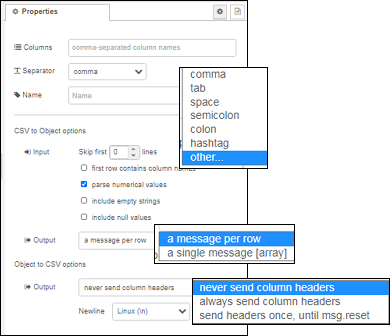 Properties
Columns
comma-separated column names
Separator
comma
Name
Name
comma
tab
space
semicolon
colon
hashtag
other...
CSV to Object options
Input
Skip first 0 lines
first row contains column
parse numerical values
include empty strings
include null values
Output
a message per row
a message per row
a single message [array]
Object to CSV options
Output
never send column headers
never send column headers
always send column headers
send headers once, until msg.reset
Newline
Linux (\n)